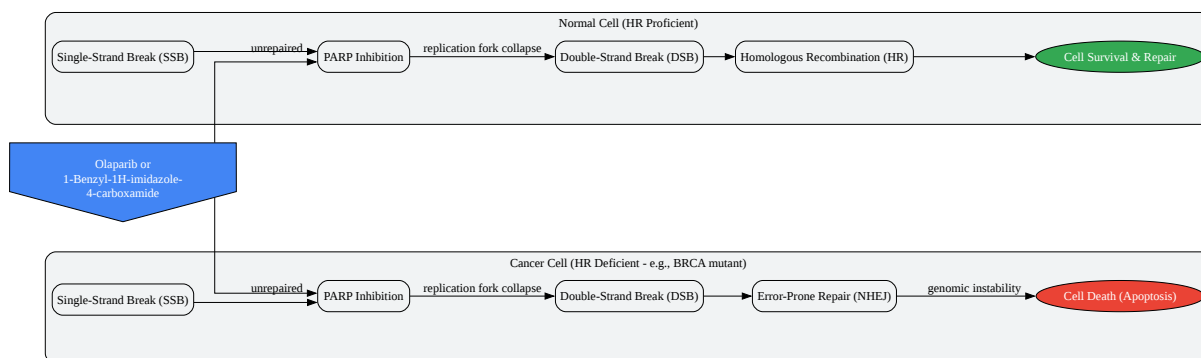 Normal Cell (HR Proficient)
Single-Strand Break (SSB)
unrepaired
PARP Inhibition
replication fork collapse
Double-Strand Break (DSB)
Homologous Recombination (HR)
Cell Survival & Repair
Olaparib or
1-Benzyl-1H-imidazole-
4-carboxamide
Cancer Cell (HR Deficient - e.g., BRCA mutant)
Single-Strand Break (SSB)
unrepaired
PARP Inhibition
replication fork collapse
Double-Strand Break (DSB)
Error-Prone Repair (NHEJ)
genomic instability
Cell Death (Apoptosis)